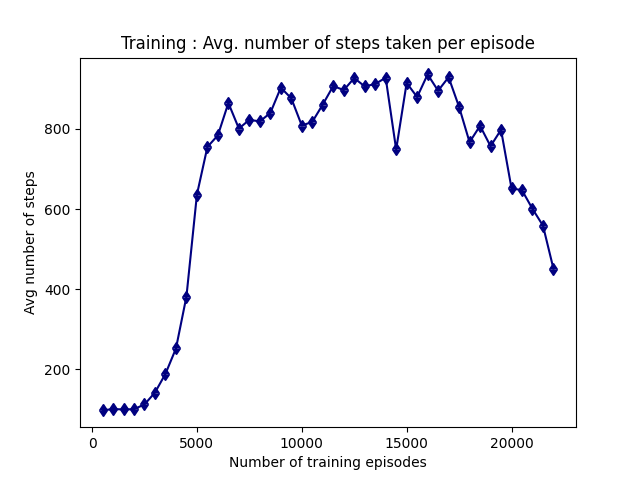 Training : Avg. number of steps taken per episode
Avg number of steps
800
600
400
200
0 5000 10000 15000 20000
Number of training episodes